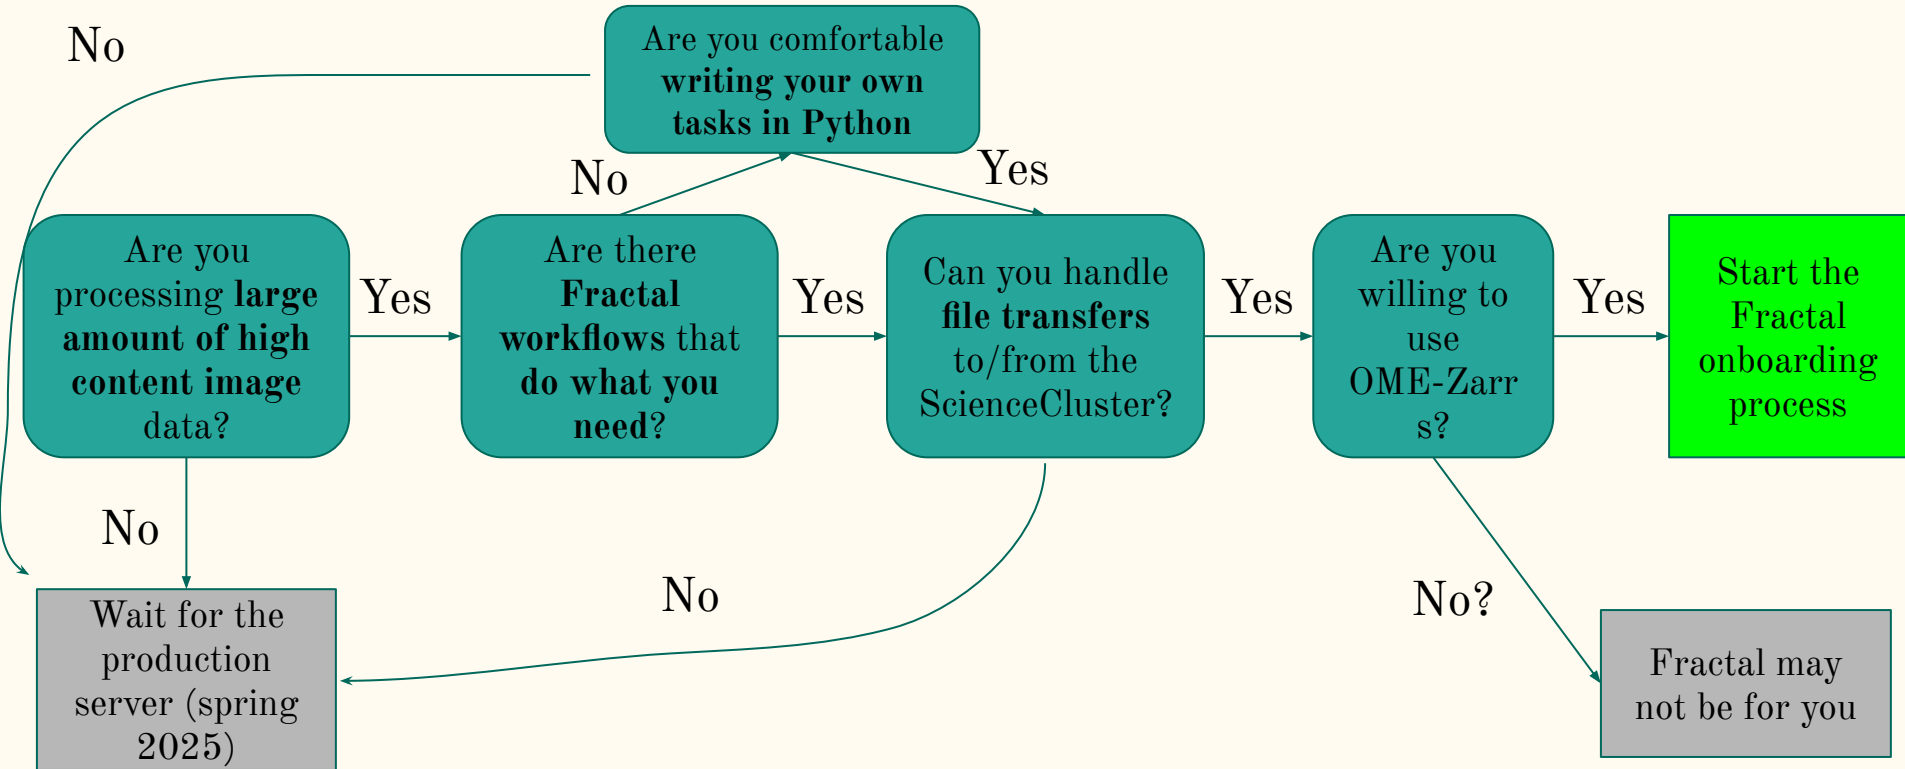 No
Are you comfortable
writing your own
tasks in Python
No
Yes
Are you
processing large
amount of high
content image
data?
Yes
Are there
Fractal
workflows that
do what you
need?
Yes
Can you handle
file transfers
to/from the
ScienceCluster?
Yes
Are you
willing to
use
OME-Zarr
s?
Yes
Start the
Fractal
onboarding
process
No
No
No?
Wait for the
production
server (spring
2025)
Fractal may
not be for you